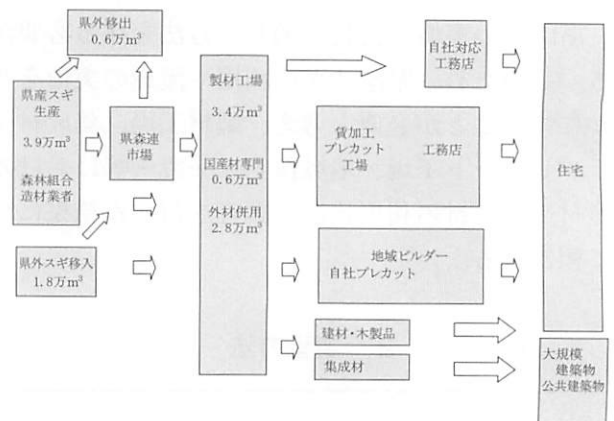 県外移出
0.6万m³
県産スギ
生産
3.9万m³
森林組合
造材業者
県森連
市場
県外スギ移入
1.8万m³
製材工場
3.4万m³
国産材専門
0.6万m³
外材併用
2.8万m³
自社対応
工務店
賃加工
プレカット
工場
工務店
地域ビルダー
自社プレカット
建材・木製品
集成材
住宅
大規模
建築物
公共建築物